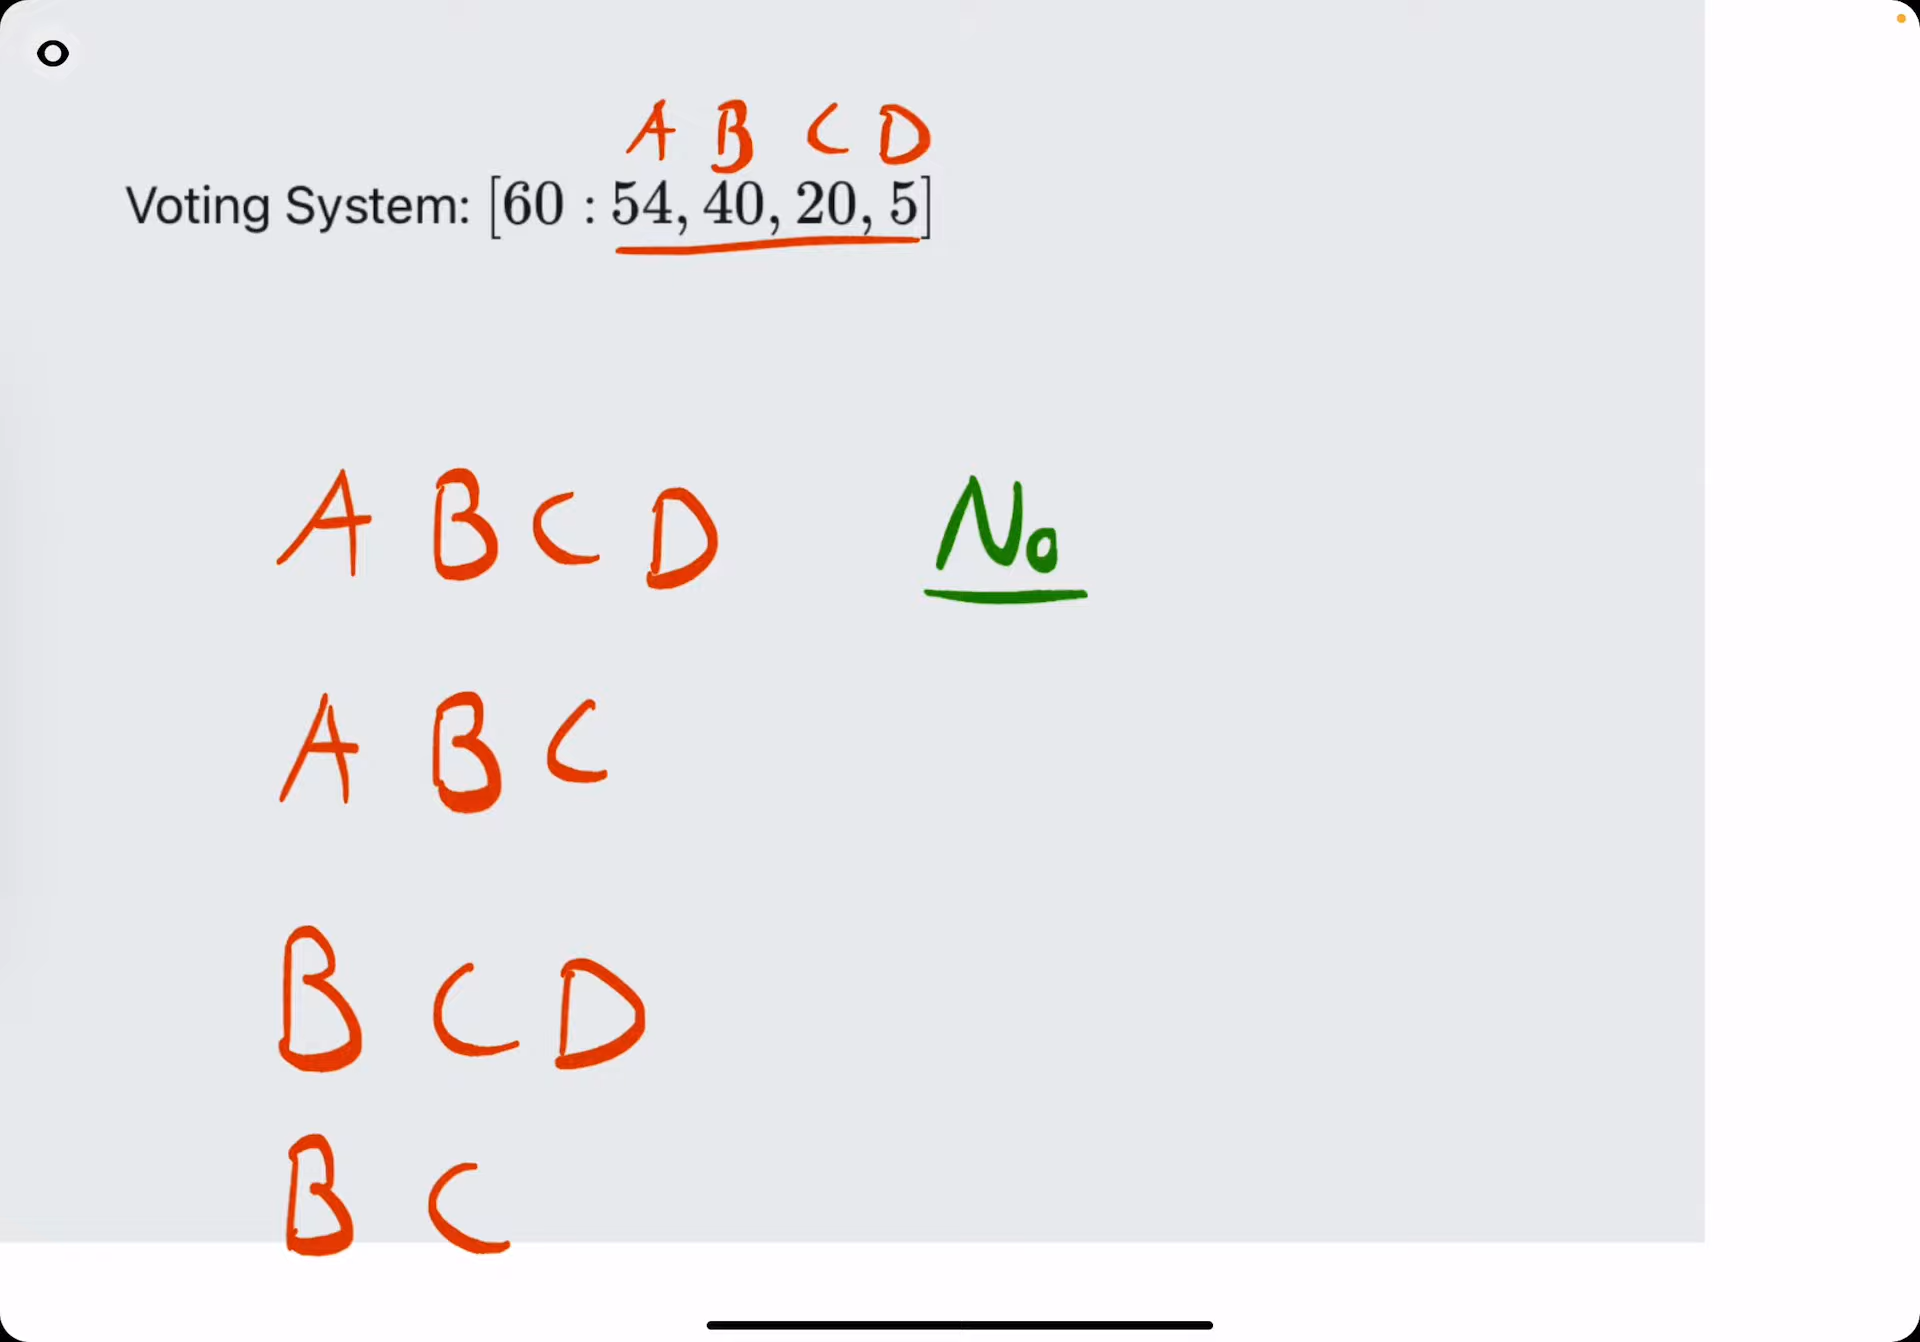 A B C D
Voting System: [60 : 54, 40, 20, 5]
A B C D No
A B C
B C D
B C